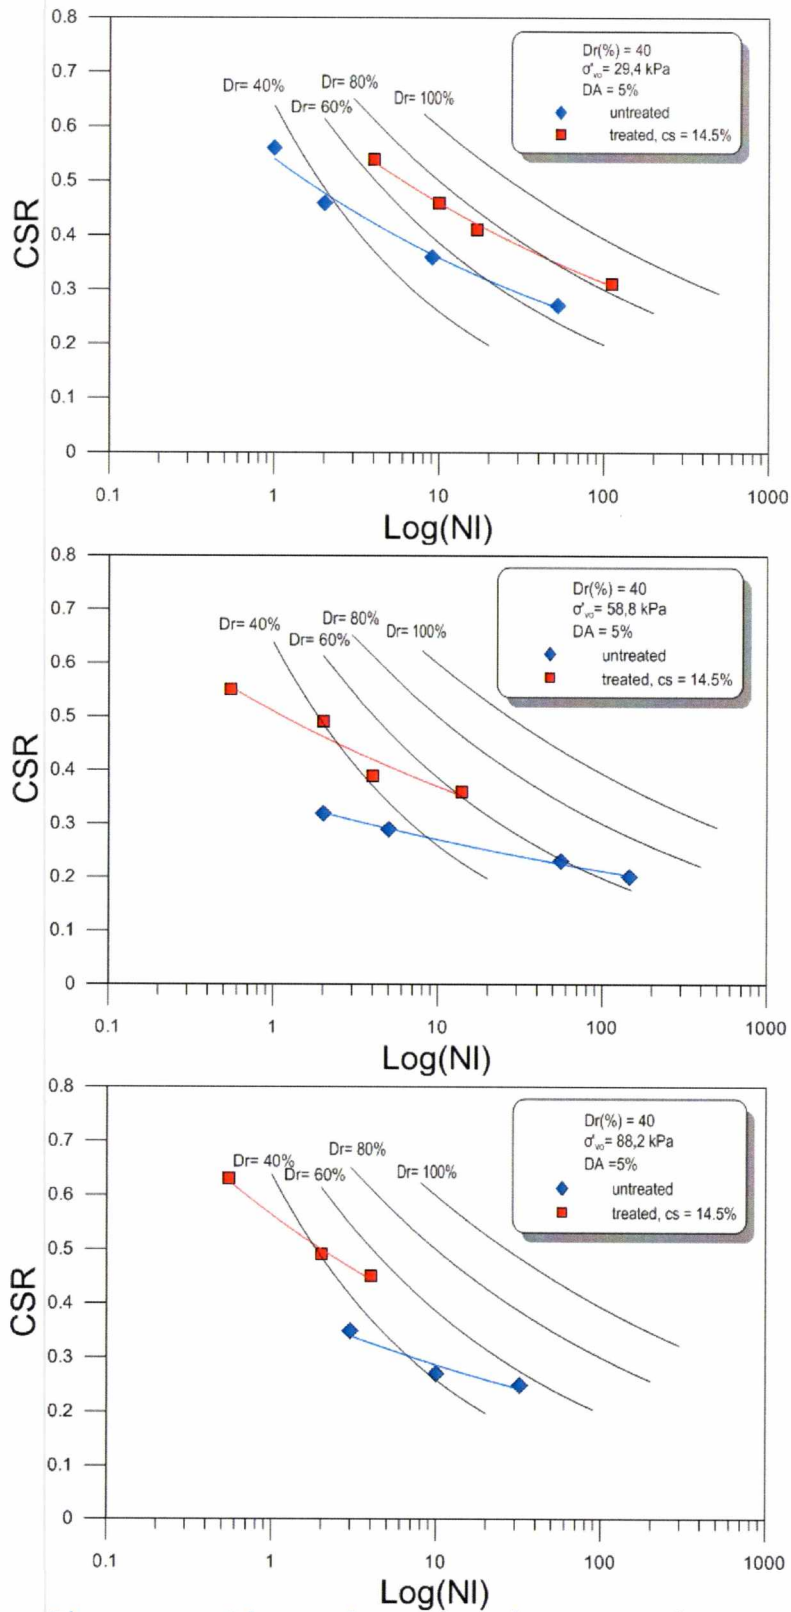 0.8
Dr(%) = 40
σ'vo= 29,4 kPa
DA = 5%
untreated
treated, cs = 14.5%
0.7
Dr= 40%
Dr= 80%
Dr= 60%
Dr= 100%
0.6
0.5
CSR
0.4
0.3
0.2
0.1
0
0.1 1 10 100 1000
Log(Nl)
0.8
Dr(%) = 40
σ'vo= 58,8 kPa
DA = 5%
untreated
treated, cs = 14.5%
0.7
Dr= 40%
Dr= 80%
Dr= 60%
Dr= 100%
0.6
0.5
CSR
0.4
0.3
0.2
0.1
0
0.1 1 10 100 1000
Log(Nl)
0.8
Dr(%) = 40
σ'vo= 88,2 kPa
DA =5%
untreated
treated, cs = 14.5%
0.7
Dr= 40%
Dr= 80%
Dr= 60%
Dr= 100%
0.6
0.5
CSR
0.4
0.3
0.2
0.1
0
0.1 1 10 100 1000
Log(Nl)